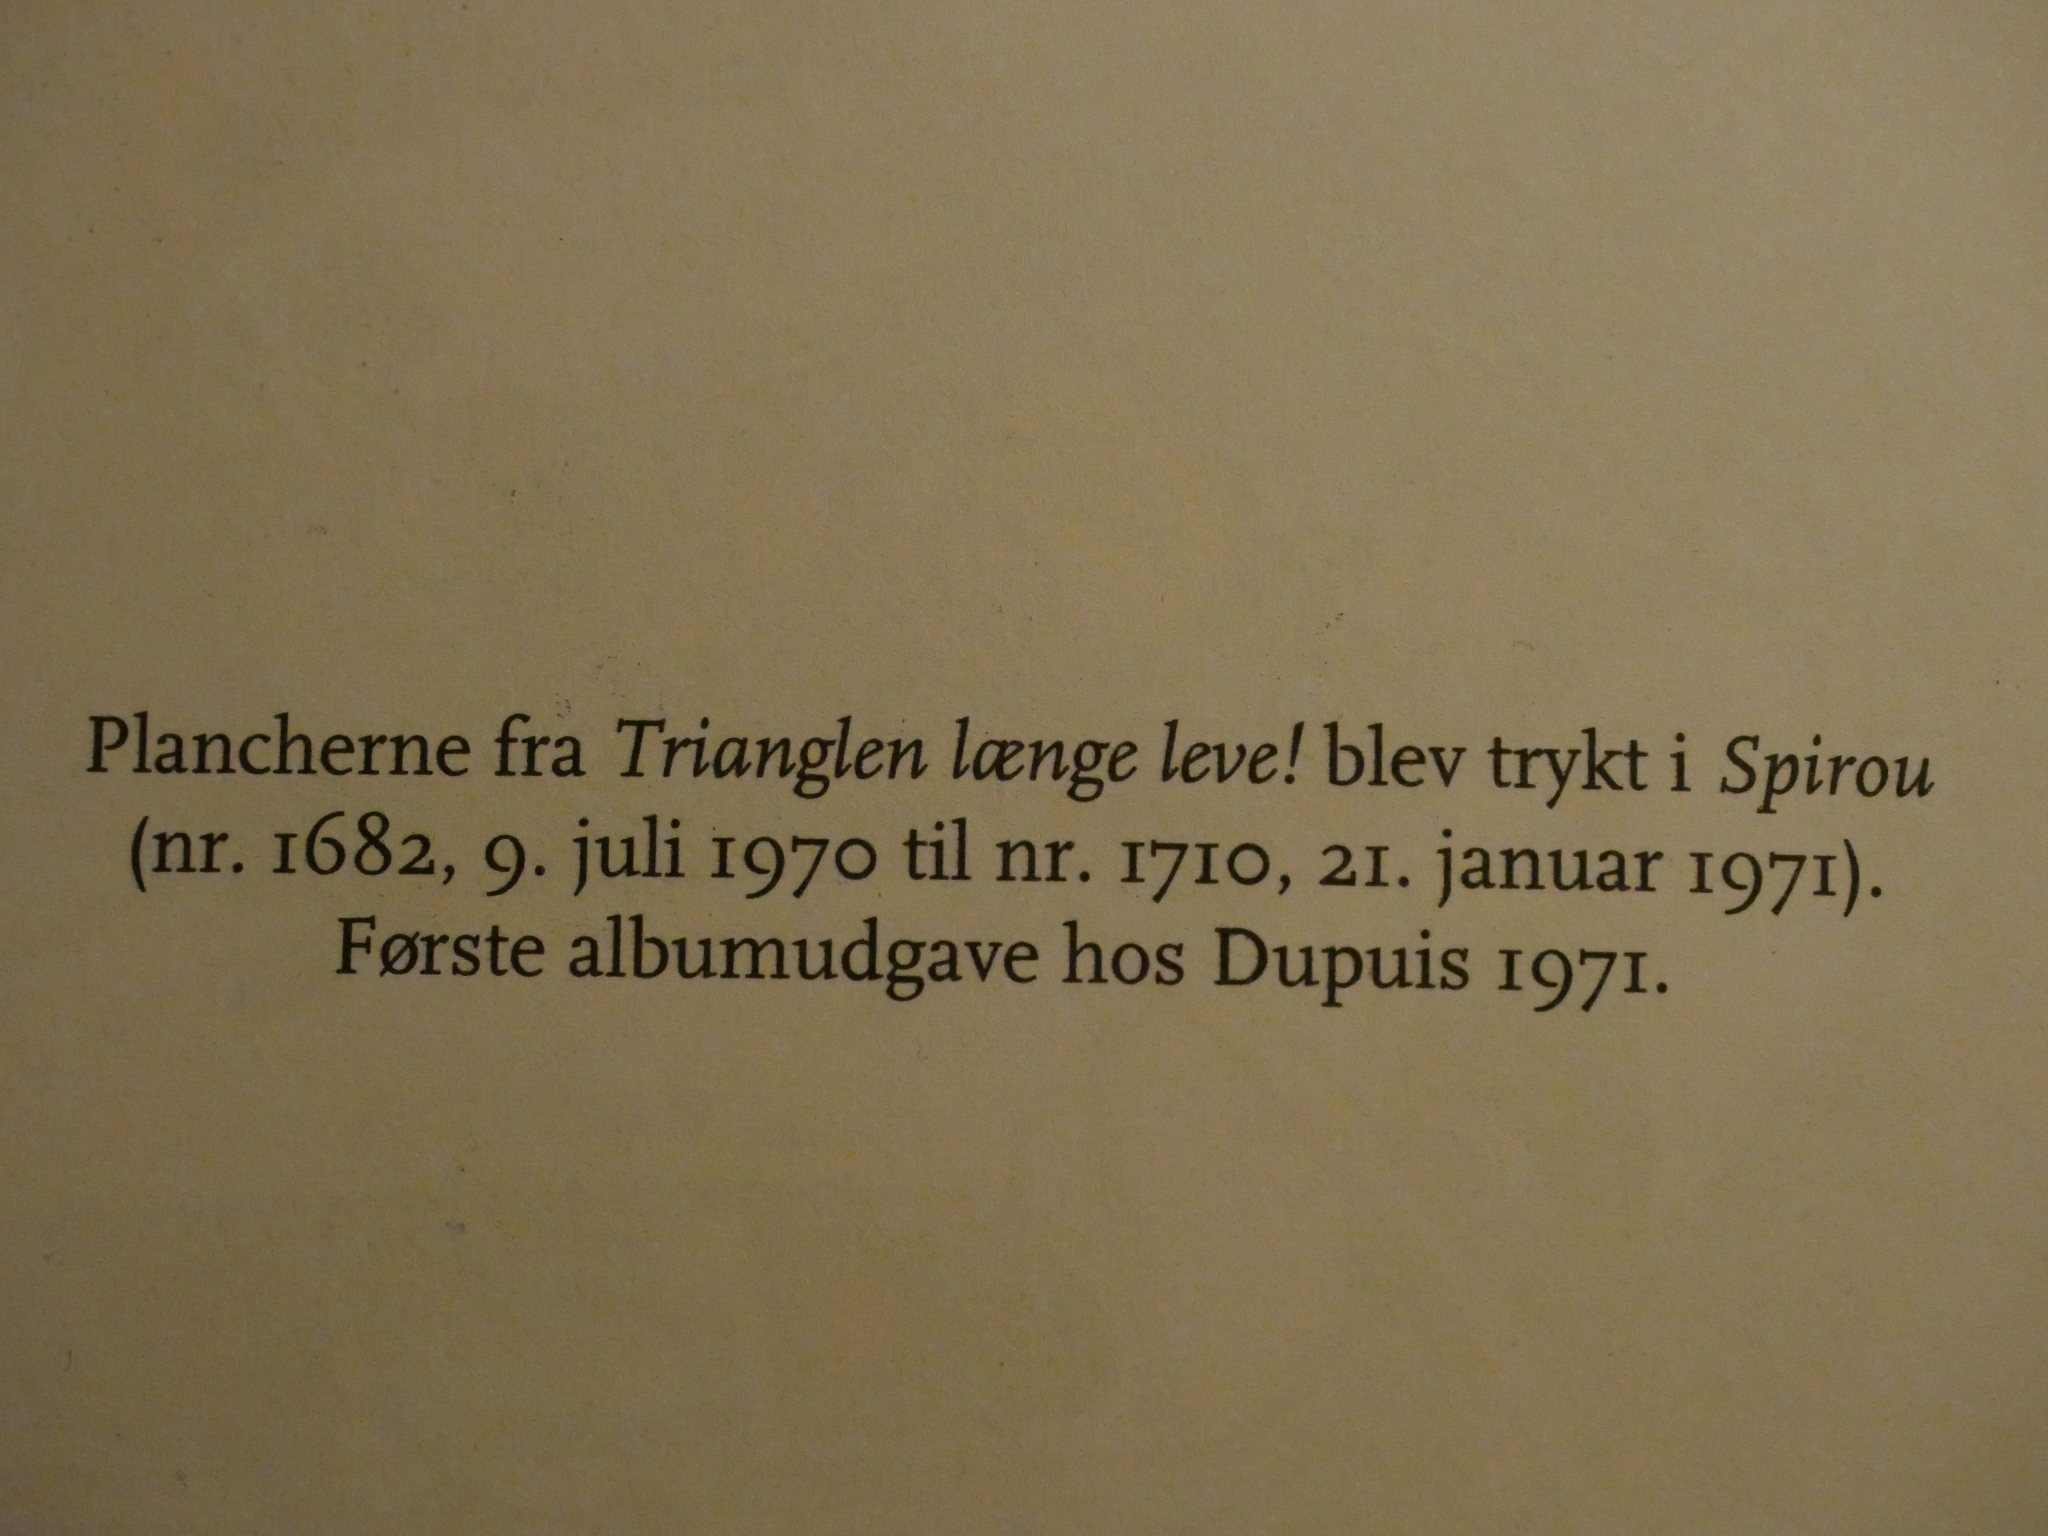 Plancherne fra Trianglen længe leve! blev trykt i Spirou
(nr. 1682, 9. juli 1970 til nr. 1710, 21. januar 1971).
Første albumudgave hos Dupuis 1971.